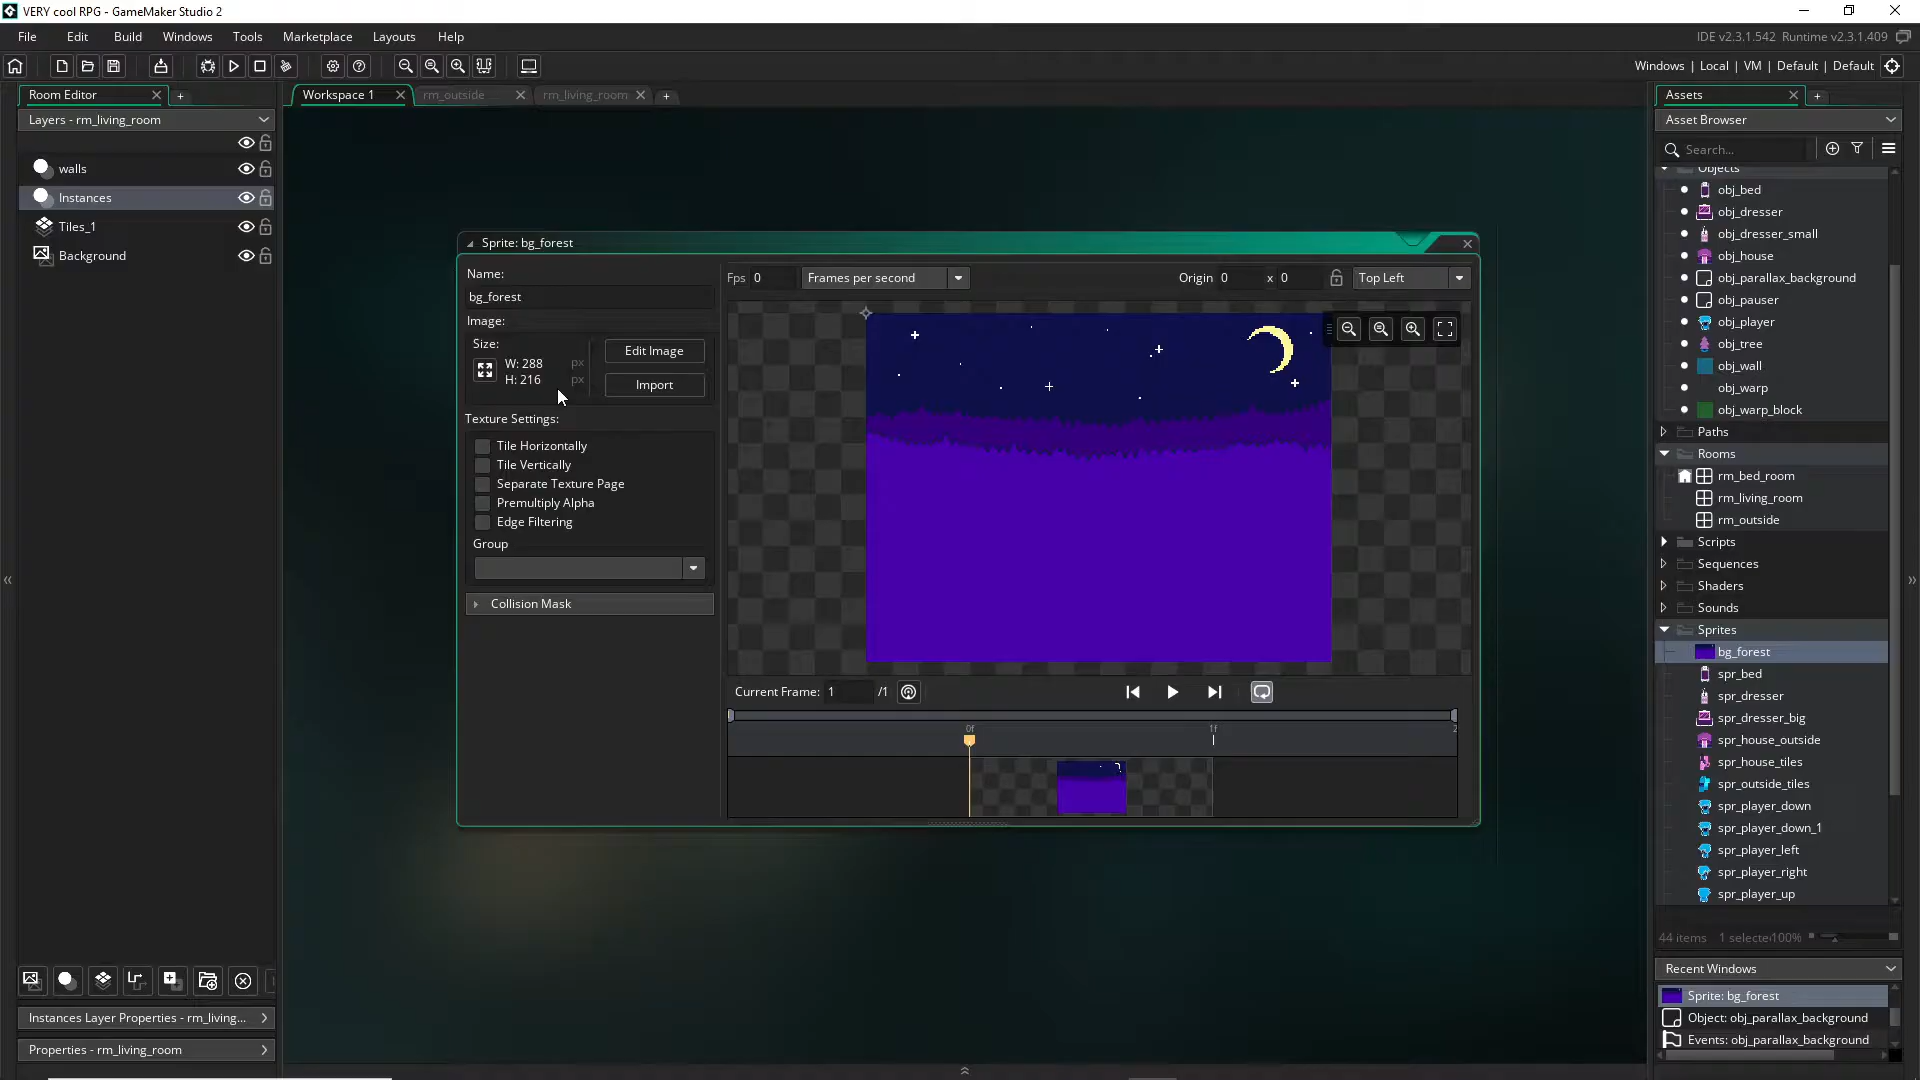 VERY cool RPG - GameMaker Studio 2
File Edit Build Windows Tools Marketplace Layouts Help
IDE v2.3.1.542 Runtime v2.3.1.409
Windows | Local | VM | Default | Default
Room Editor
Workspace 1
rm_outside
rm_living_room
Assets
Layers - rm_living_room
Asset Browser
Search...
walls
Instances
Tiles_1
Background
Sprite: bg_forest
Name:
bg_forest
Image:
Size:
W: 288 px
H: 216 px
Edit Image
Import
Texture Settings:
Tile Horizontally
Tile Vertically
Separate Texture Page
Premultiply Alpha
Edge Filtering
Group
Collision Mask
Fps 0 Frames per second
Origin 0 x 0 Top Left
Current Frame: 1 /1
0f
1f
2
Objects
obj_bed
obj_dresser
obj_dresser_small
obj_house
obj_parallax_background
obj_pauser
obj_player
obj_tree
obj_wall
obj_warp
obj_warp_block
Paths
Rooms
rm_bed_room
rm_living_room
rm_outside
Scripts
Sequences
Shaders
Sounds
Sprites
bg_forest
spr_bed
spr_dresser
spr_dresser_big
spr_house_outside
spr_house_tiles
spr_outside_tiles
spr_player_down
spr_player_down_1
spr_player_left
spr_player_right
spr_player_up
44 items 1 selected 100%
Recent Windows
Sprite: bg_forest
Object: obj_parallax_background
Events: obj_parallax_background
Instances Layer Properties - rm_living...
Properties - rm_living_room